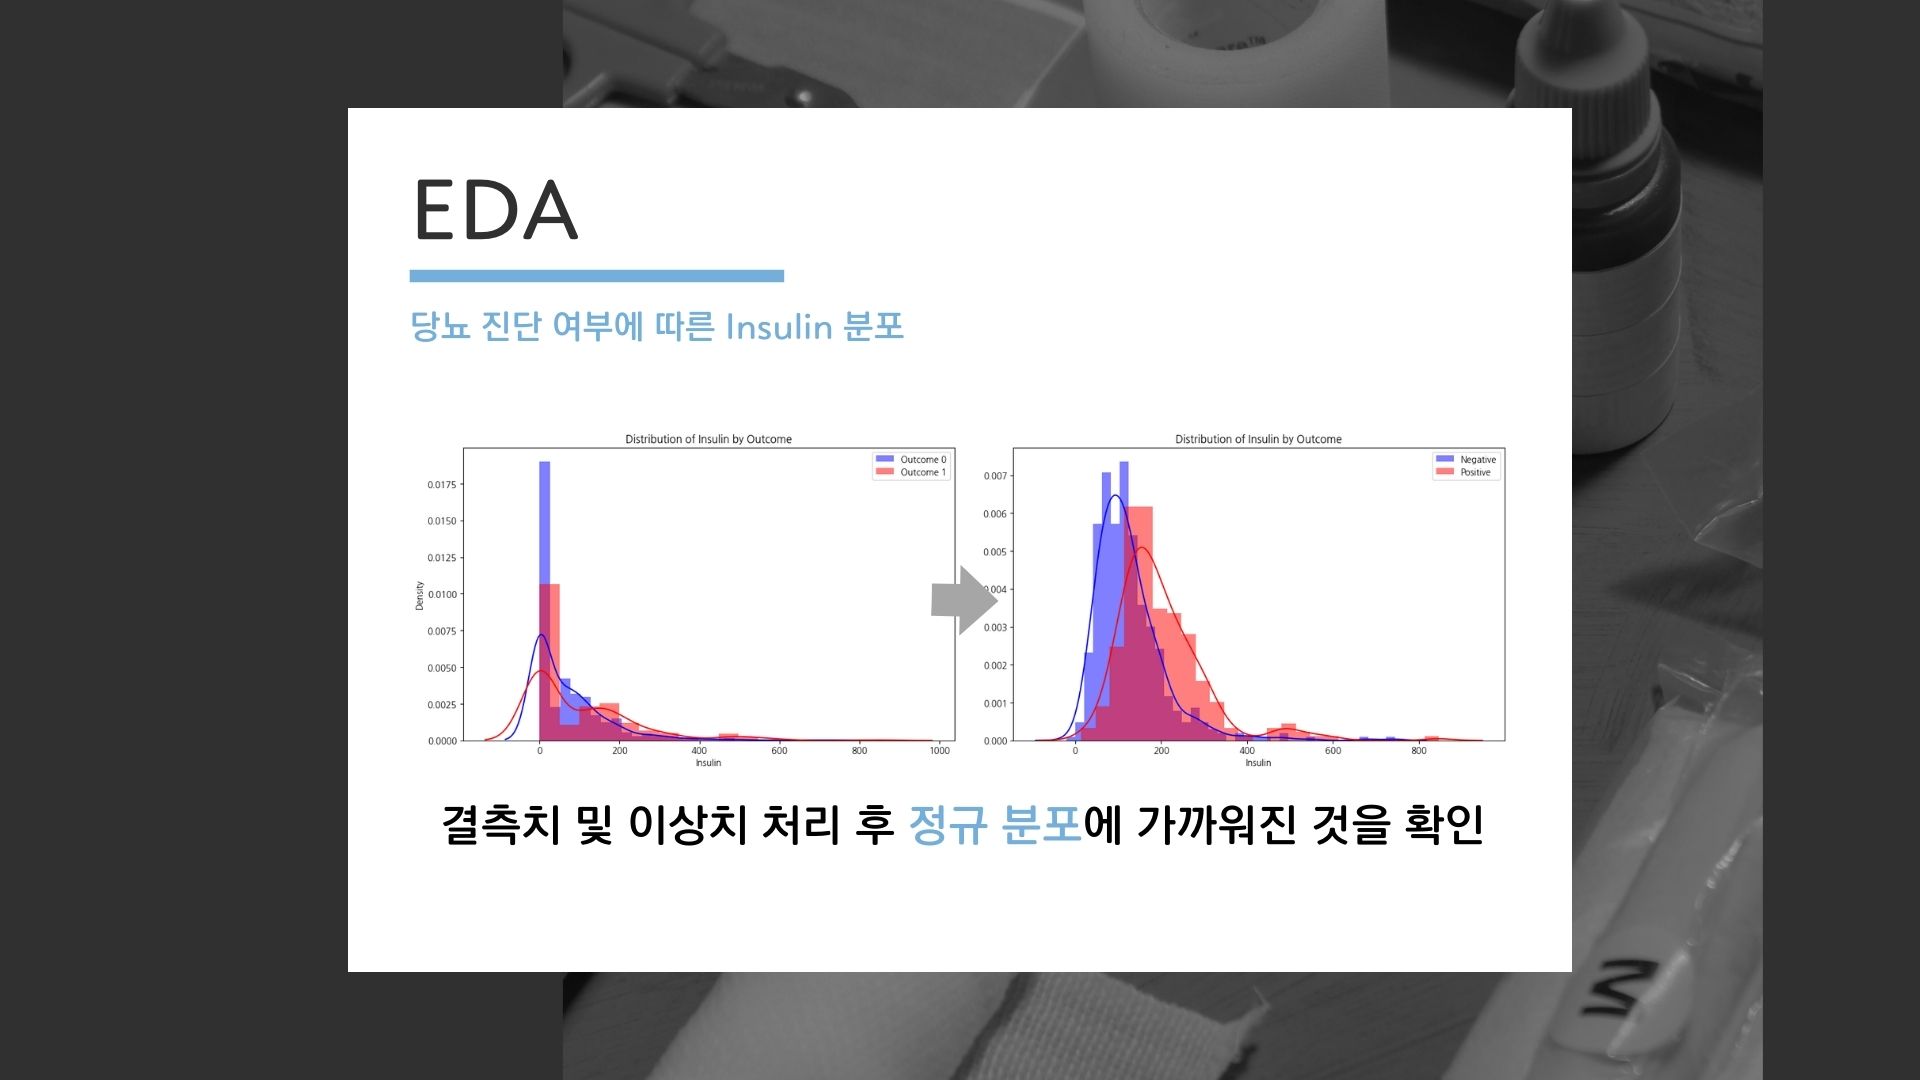 EDA
당뇨 진단 여부에 따른 Insulin 분포
Distribution of Insulin by Outcome
Outcome 0
Outcome 1
Density
0.0175
0.0150
0.0125
0.0100
0.0075
0.0050
0.0025
0.0000
0 200 400 600 800 1000
Insulin
Distribution of Insulin by Outcome
Negative
Positive
0.007
0.006
0.005
0.004
0.003
0.002
0.001
0.000
0 200 400 600 800
Insulin
결측치 및 이상치 처리 후 정규 분포에 가까워진 것을 확인
M